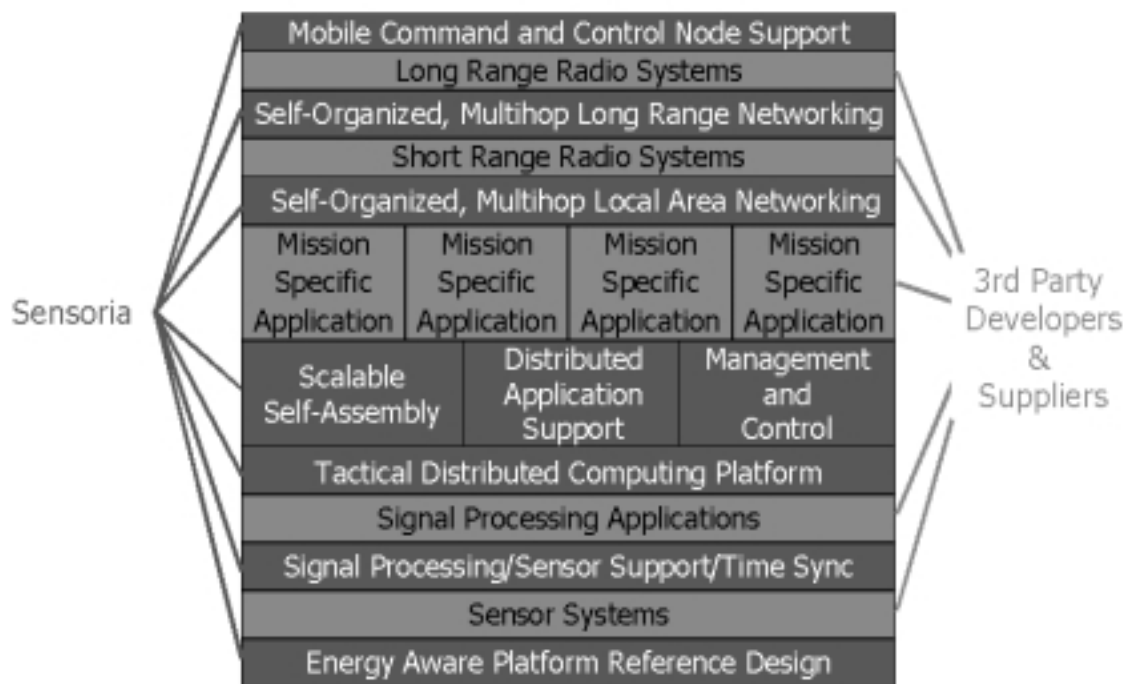 Mobile Command and Control Node Support
Long Range Radio Systems
Self-Organized, Multihop Long Range Networking
Short Range Radio Systems
Self-Organized, Multihop Local Area Networking
Mission
Specific
Application
Mission
Specific
Application
Mission
Specific
Application
Mission
Specific
Application
Sensoria
3rd Party
Developers
&
Suppliers
Scalable
Self-Assembly
Distributed
Application
Support
Management
and
Control
Tactical Distributed Computing Platform
Signal Processing Applications
Signal Processing/Sensor Support/Time Sync
Sensor Systems
Energy Aware Platform Reference Design